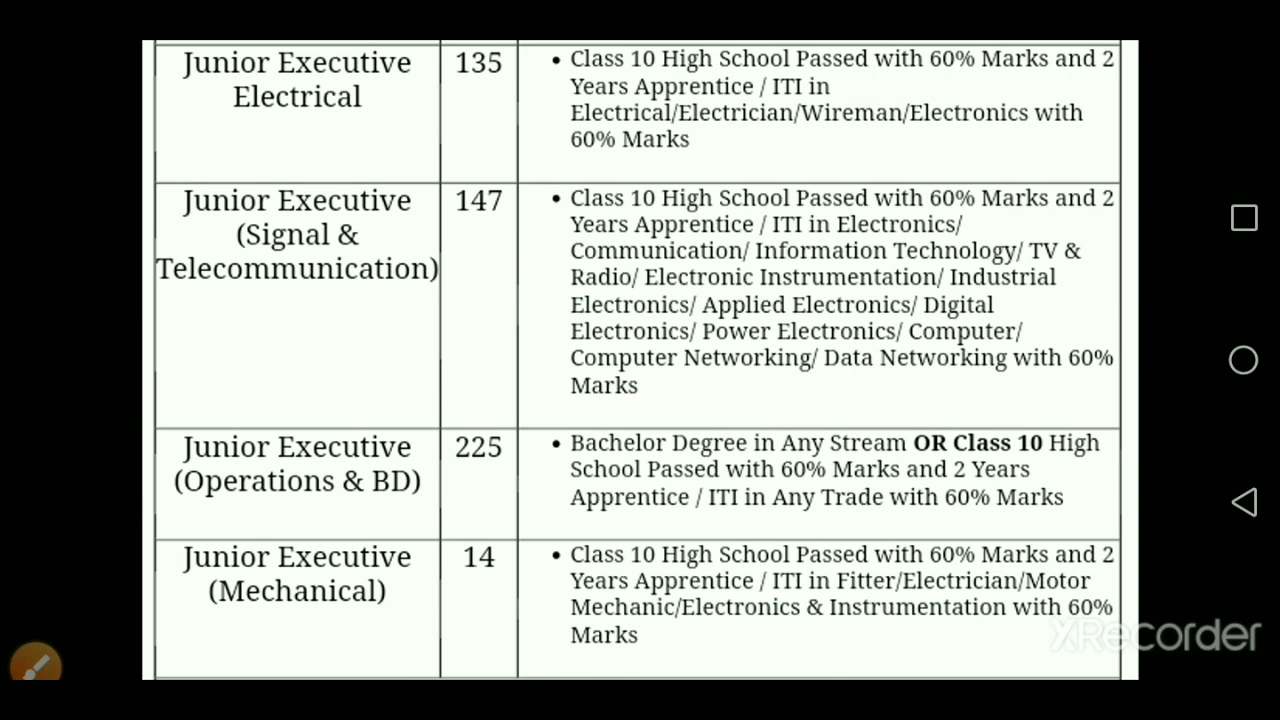 Junior Executive
Electrical
135
• Class 10 High School Passed with 60% Marks and 2
Years Apprentice / ITI in
Electrical/Electrician/Wireman/Electronics with
60% Marks
Junior Executive
(Signal &
Telecommunication)
147
• Class 10 High School Passed with 60% Marks and 2
Years Apprentice / ITI in Electronics/
Communication/ Information Technology/ TV &
Radio/ Electronic Instrumentation/ Industrial
Electronics/ Applied Electronics/ Digital
Electronics/ Power Electronics/ Computer/
Computer Networking/ Data Networking with 60%
Marks
Junior Executive
(Operations & BD)
225
• Bachelor Degree in Any Stream OR Class 10 High
School Passed with 60% Marks and 2 Years
Apprentice / ITI in Any Trade with 60% Marks
Junior Executive
(Mechanical)
14
• Class 10 High School Passed with 60% Marks and 2
Years Apprentice / ITI in Fitter/Electrician/Motor
Mechanic/Electronics & Instrumentation with 60%
Marks
XRecorder